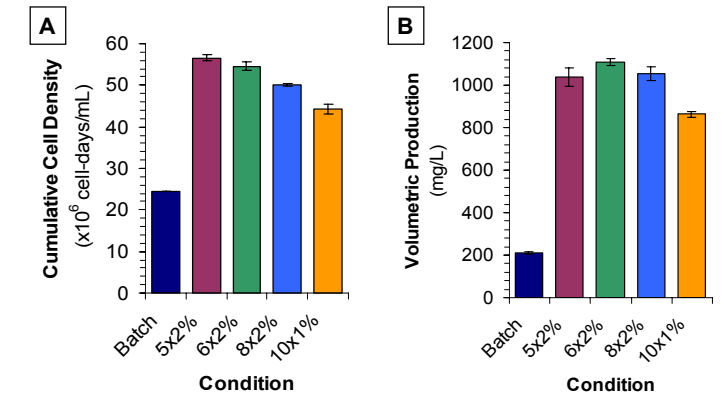 A
Cumulative Cell Density
(x10⁶ cell-days/mL)
60
50
40
30
20
10
0
Batch
5x2%
6x2%
8x2%
10x1%
Condition
B
Volumetric Production
(mg/L)
1200
1000
800
600
400
200
0
Batch
5x2%
6x2%
8x2%
10x1%
Condition